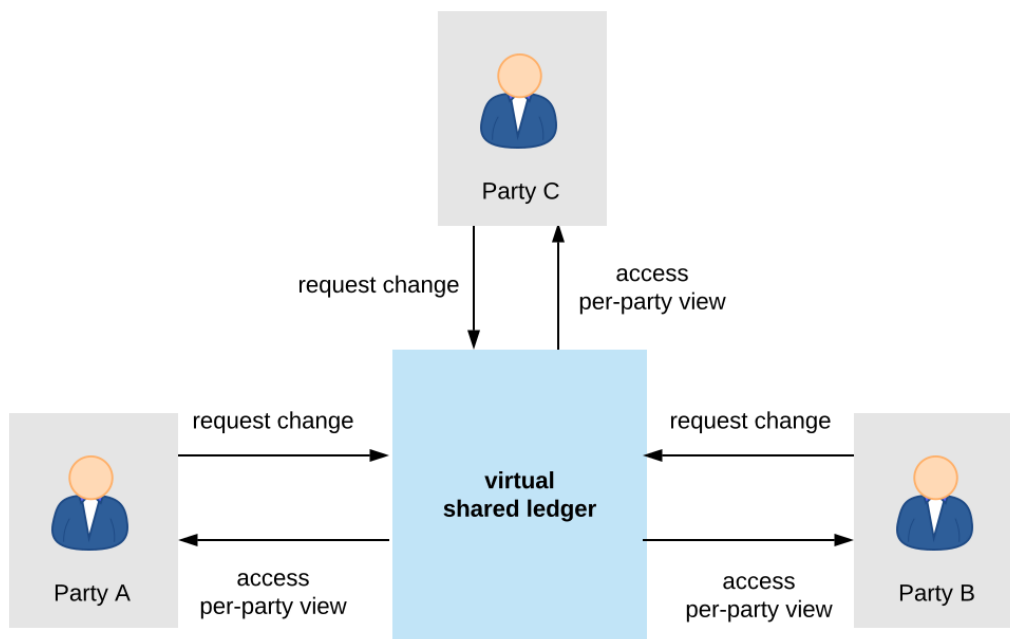 Party C
request change
access
per-party view
request change
request change
virtual
shared ledger
Party A
access
per-party view
access
per-party view
Party B